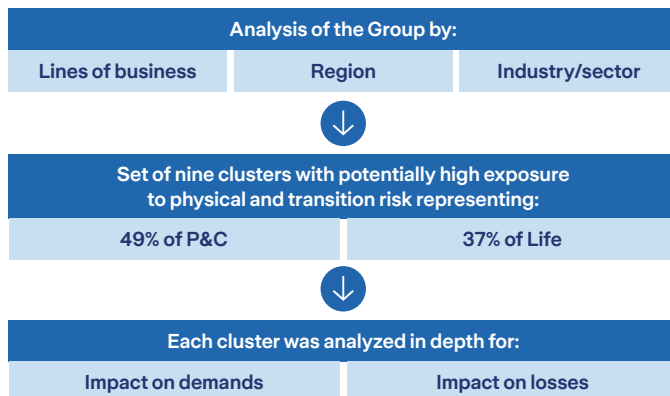 Analysis of the Group by:
Lines of business
Region
Industry/sector
Set of nine clusters with potentially high exposure
to physical and transition risk representing:
49% of P&C
37% of Life
Each cluster was analyzed in depth for:
Impact on demands
Impact on losses